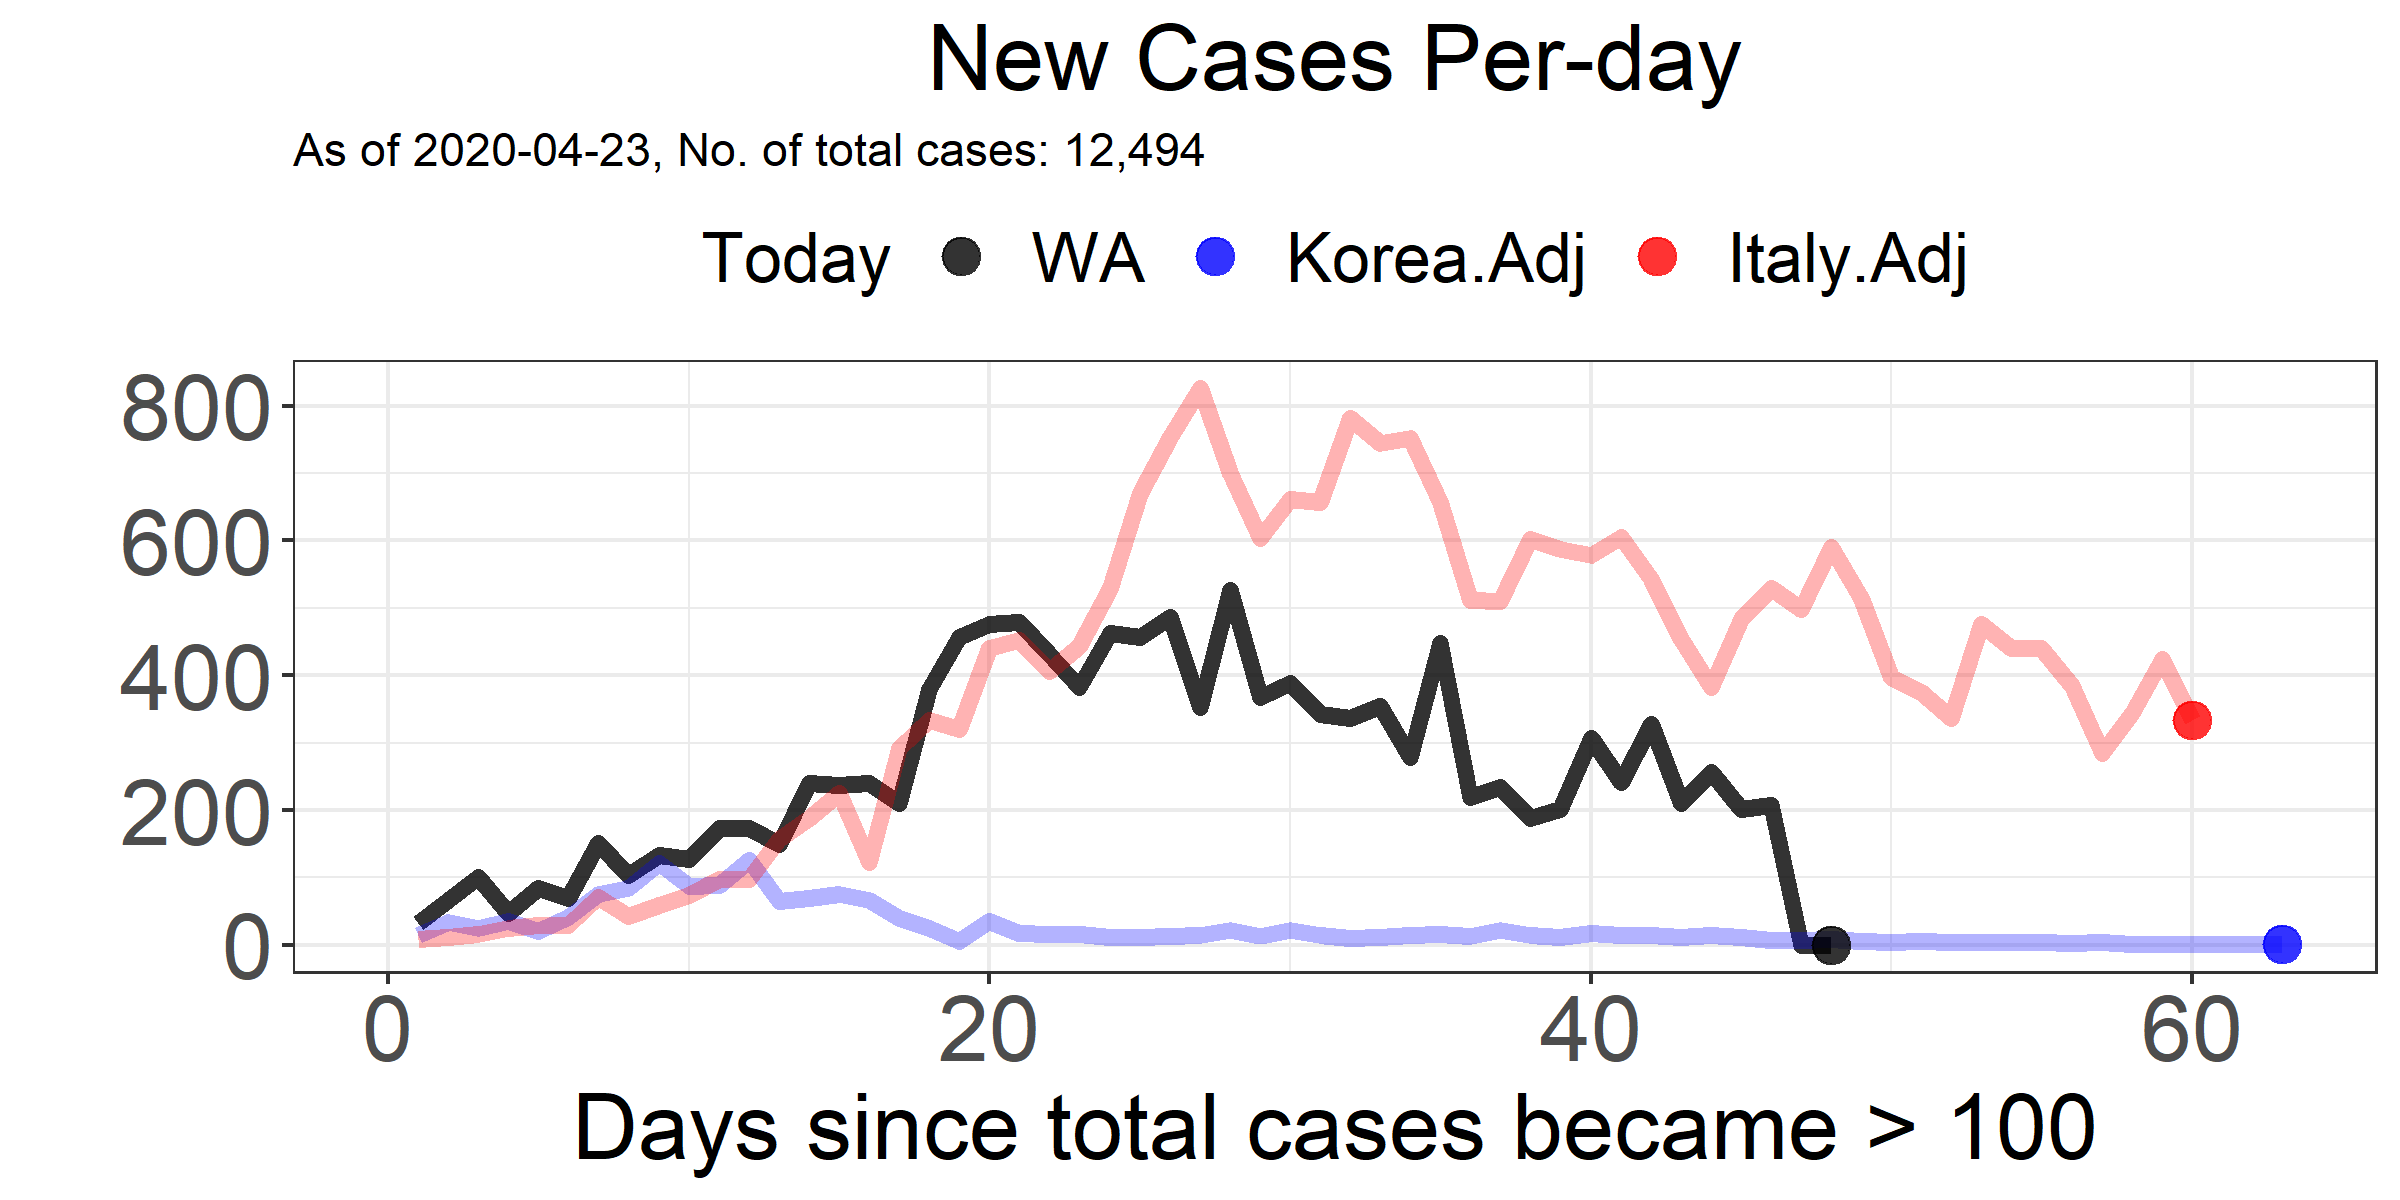 New Cases Per-day
As of 2020-04-23, No. of total cases: 12,494
Today WA Korea.Adj Italy.Adj
800
600
400
200
0
0 20 40 60
Days since total cases became > 100